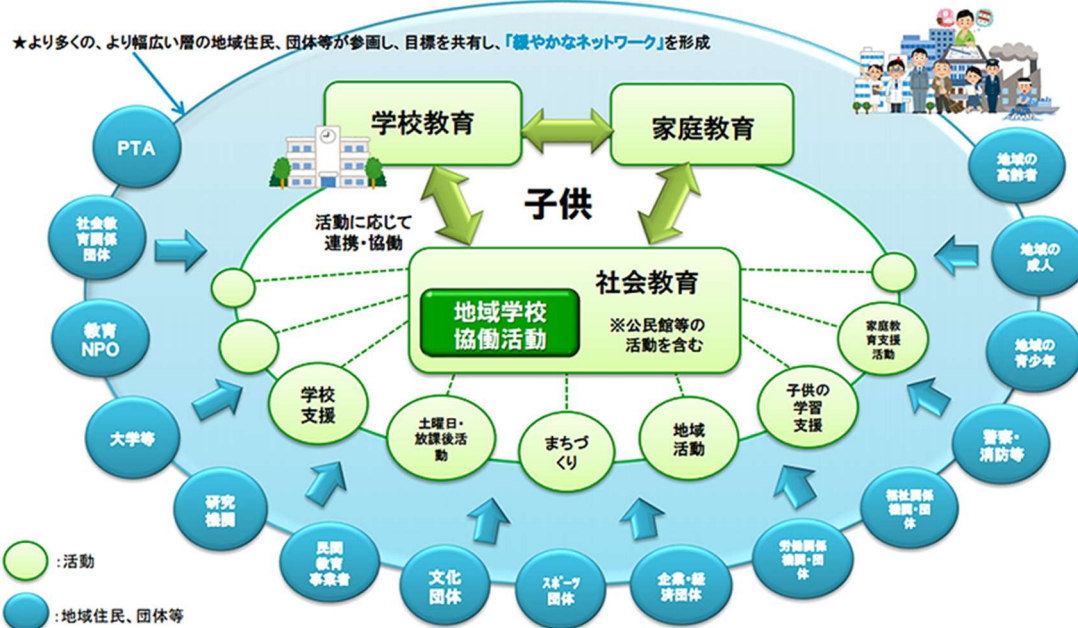 ★より多くの、より幅広い層の地域住民、団体等が参画し、目標を共有し、「緩やかなネットワーク」を形成
学校教育
家庭教育
子供
活動に応じて
連携・協働
社会教育
地域学校
協働活動
※公民館等の
活動を含む
PTA
社会教
育関係
団体
教育
NPO
大学等
研究
機関
民間
教育
事業者
文化
団体
スポーツ
団体
企業・経
済団体
労働関係
機関・団
体
福祉関係
機関・団
体
警察・
消防等
地域の
青少年
地域の
成人
地域の
高齢者
学校
支援
土曜日・
放課後活
動
まちづ
くり
地域
活動
子供の
学習
支援
家庭教
育支援
活動
：活動
：地域住民、団体等